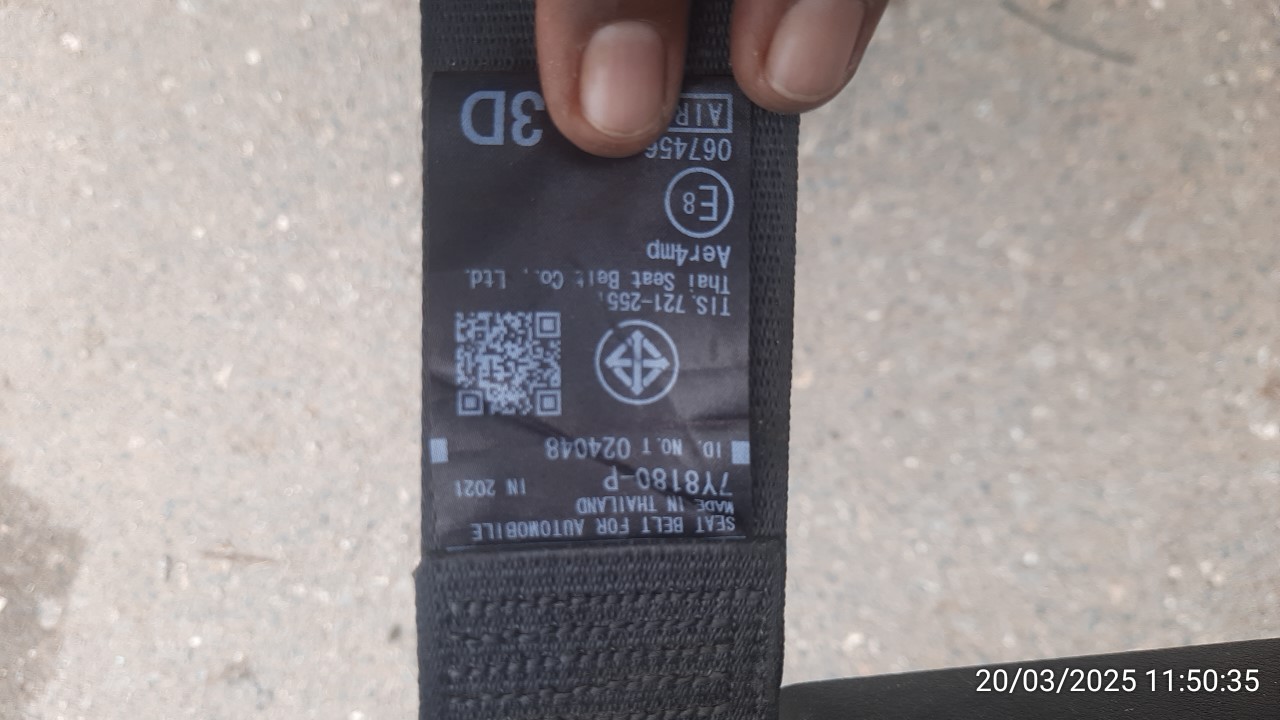 SEAT BELT FOR AUTOMOBILE
MADE IN THAILAND
7Y8180-P IN 2021
ID. NO. T 024048
TIS. 721-255
Thai Seat Belt Co., Ltd.
Aer4mp
E8
067456
AIR
3D
20/03/2025 11:50:35